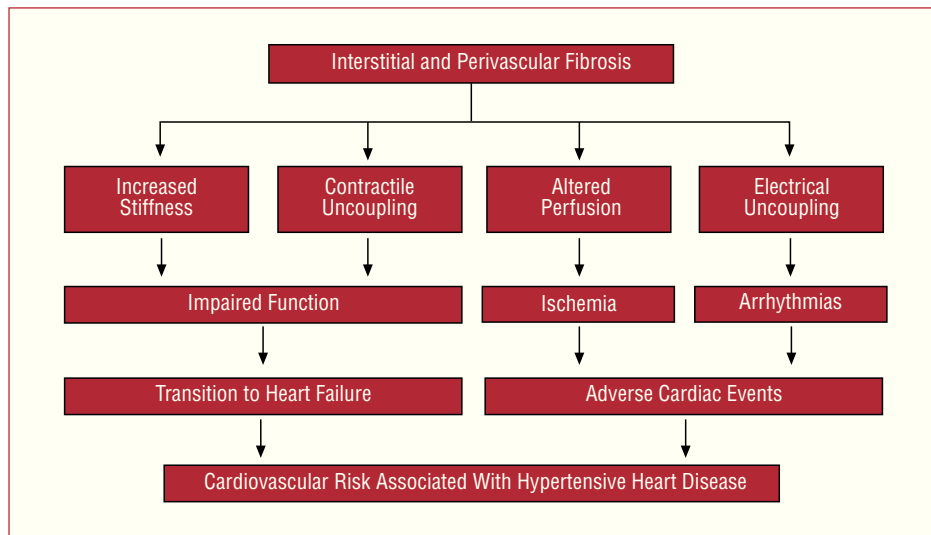 Interstitial and Perivascular Fibrosis
Increased
Stiffness
Contractile
Uncoupling
Altered
Perfusion
Electrical
Uncoupling
Impaired Function
Ischemia
Arrhythmias
Transition to Heart Failure
Adverse Cardiac Events
Cardiovascular Risk Associated With Hypertensive Heart Disease